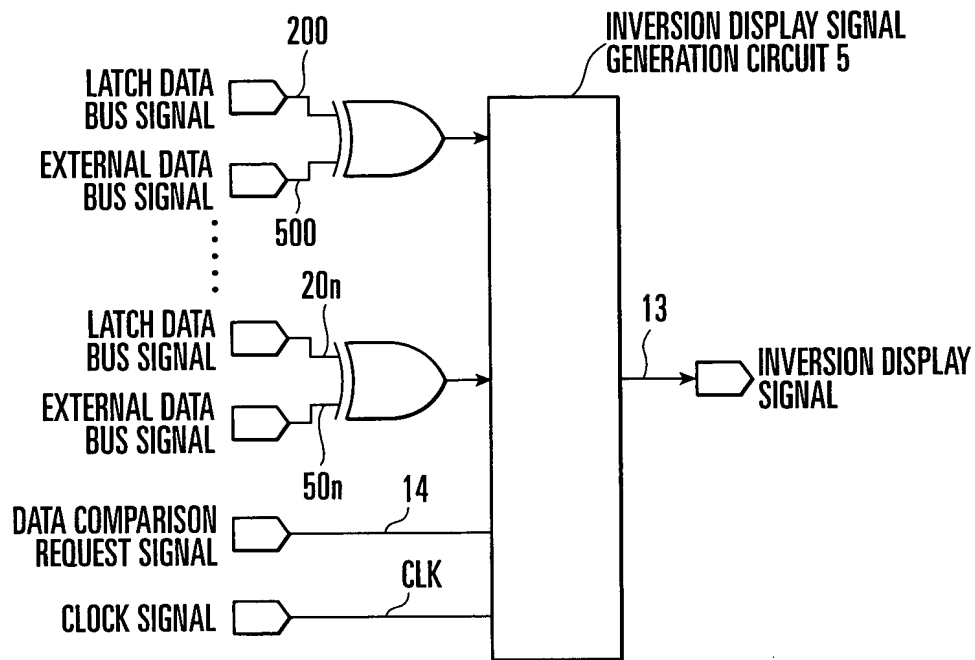 200
INVERSION DISPLAY SIGNAL
GENERATION CIRCUIT 5
LATCH DATA
BUS SIGNAL
EXTERNAL DATA
BUS SIGNAL
500
20n
LATCH DATA
BUS SIGNAL
13
INVERSION DISPLAY
SIGNAL
EXTERNAL DATA
BUS SIGNAL
50n
14
DATA COMPARISON
REQUEST SIGNAL
CLK
CLOCK SIGNAL